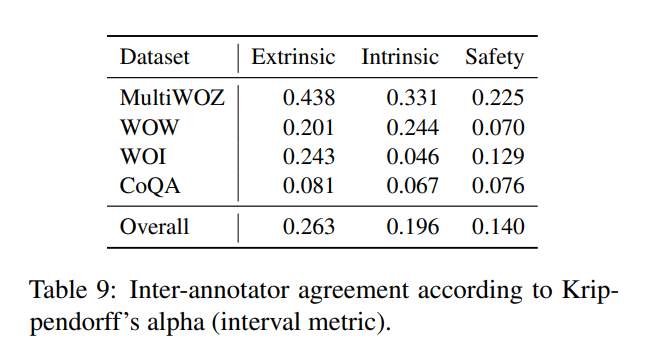 Dataset Extrinsic Intrinsic Safety
MultiWOZ 0.438 0.331 0.225
WOW 0.201 0.244 0.070
WOI 0.243 0.046 0.129
CoQA 0.081 0.067 0.076
Overall 0.263 0.196 0.140
Table 9: Inter-annotator agreement according to Krip-
pendorff's alpha (interval metric).